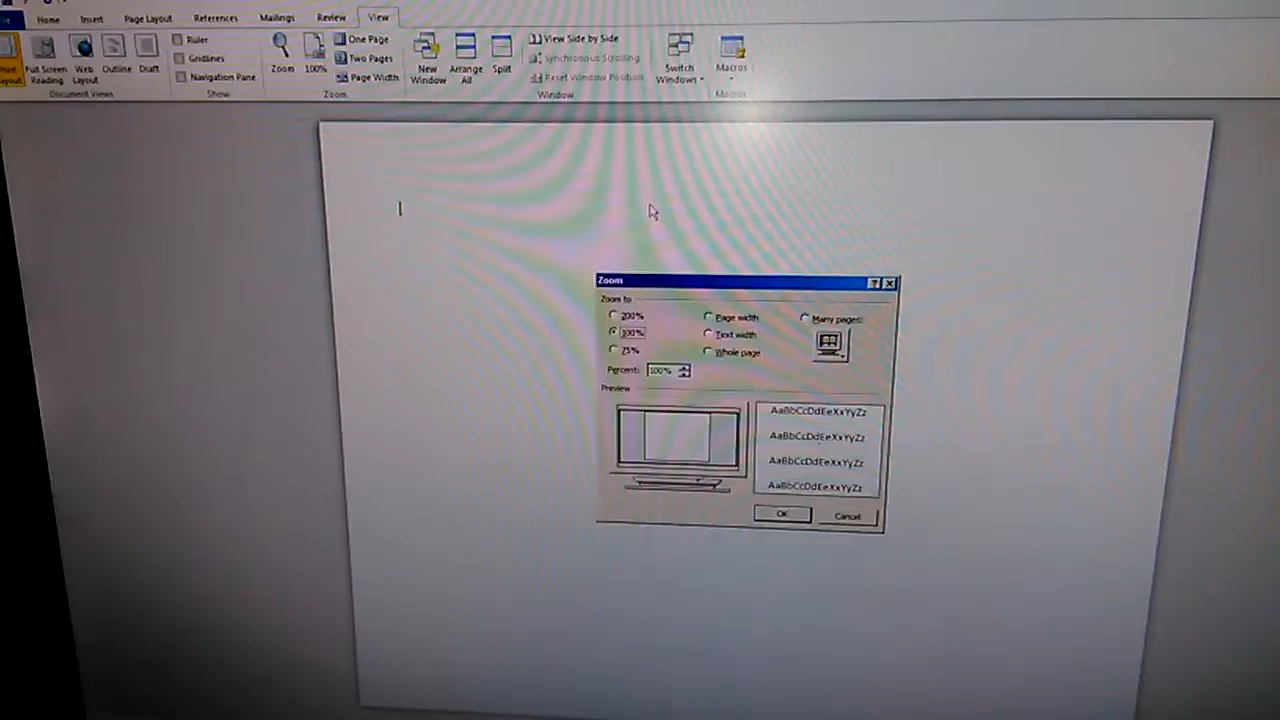 Home Insert Page Layout References Mailings Review View
Ruler
Gridlines
Navigation Pane
Full Screen Reading
Web Layout
Outline
Draft
Document Views
Show
Zoom
100%
One Page
Two Pages
Page Width
Zoom
New Window
Arrange All
Split
View Side by Side
Synchronous Scrolling
Reset Window Position
Window
Switch Windows
Macros
Macros
Zoom
Zoom to
200%
100%
75%
Page width
Text width
Whole page
Many pages:
Percent: 100%
Preview
AaBbCcDdEeXxYyZz
AaBbCcDdEeXxYyZz
AaBbCcDdEeXxYyZz
AaBbCcDdEeXxYyZz
OK Cancel